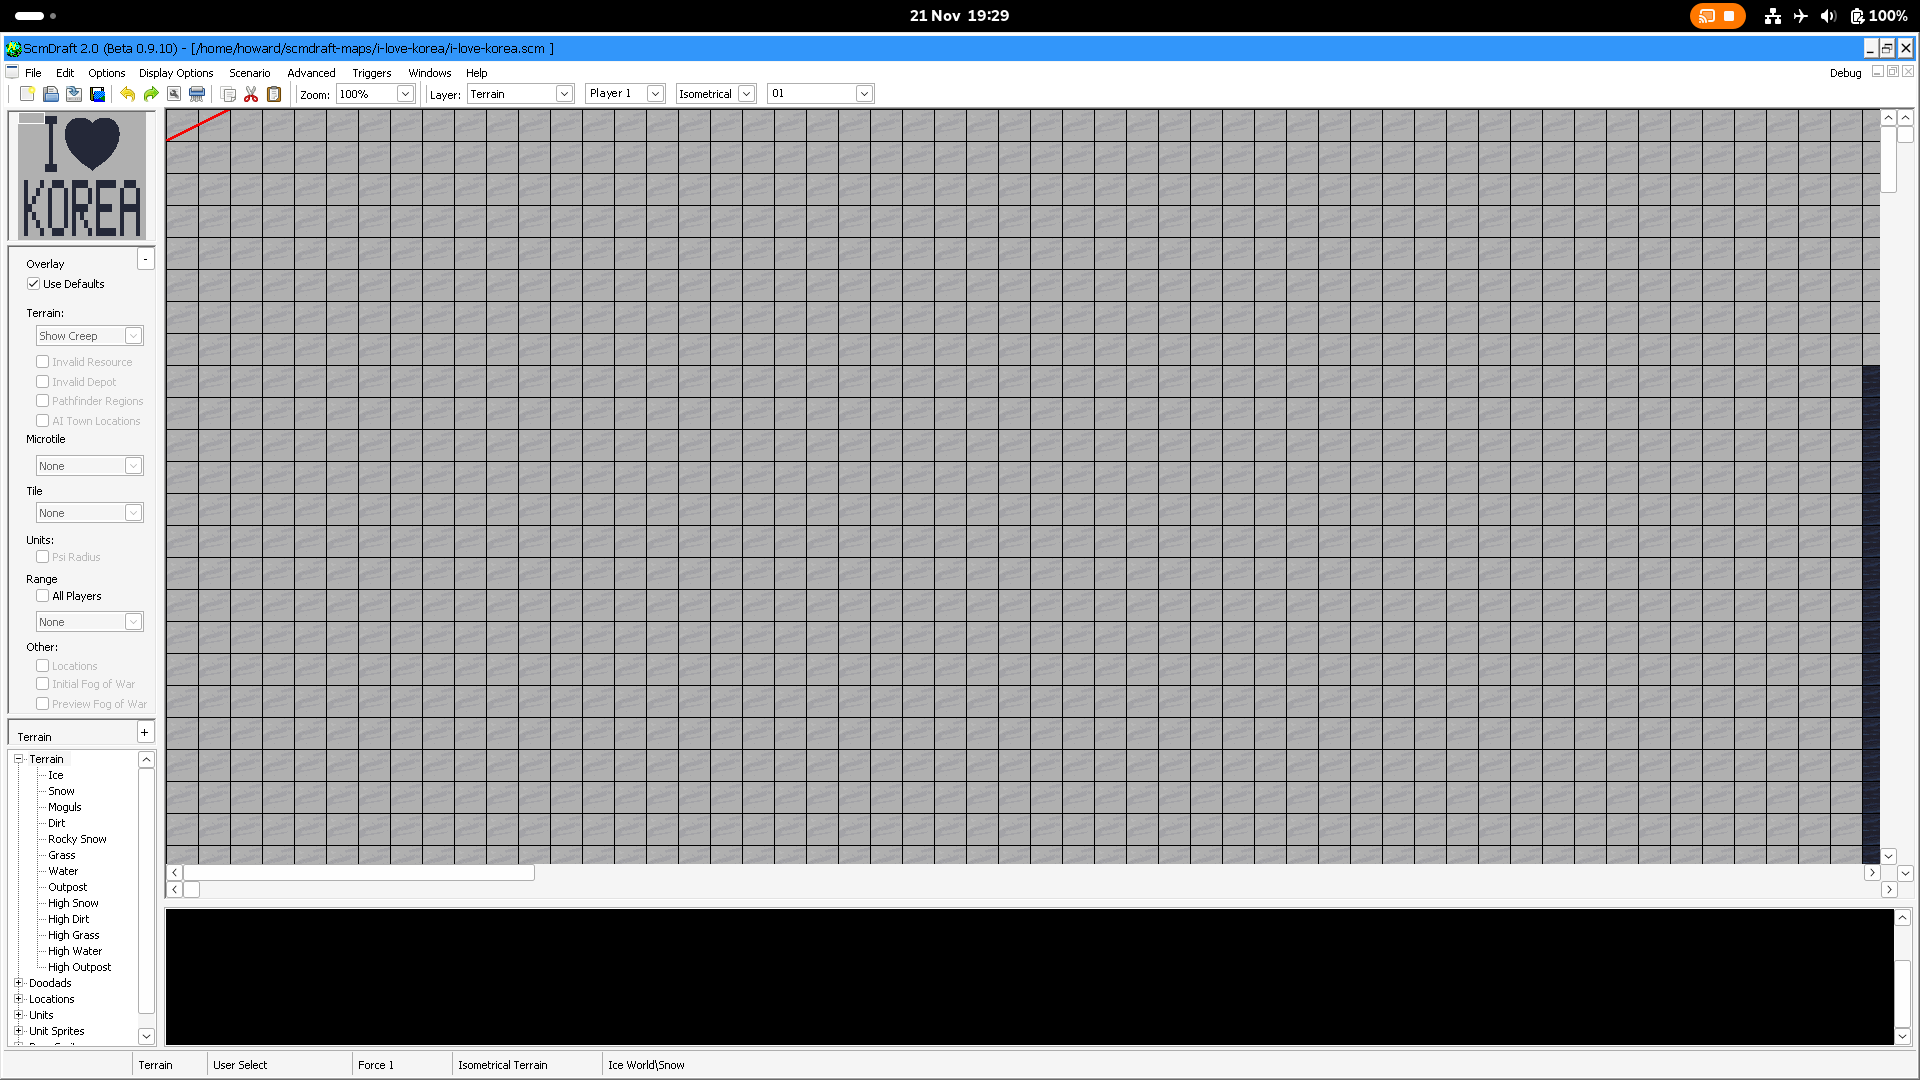 21 Nov 19:29
100%
ScmDraft 2.0 (Beta 0.9.10) - [/home/howard/scmdraft-maps/i-love-korea/i-love-korea.scm ]
File Edit Options Display Options Scenario Advanced Triggers Windows Help Debug
Zoom: 100% Layer: Terrain Player 1 Isometrical 01
I
KOREA
Overlay
Use Defaults
Terrain:
Show Creep
Invalid Resource
Invalid Depot
Pathfinder Regions
AI Town Locations
Microtile
None
Tile
None
Units:
Psi Radius
Range
All Players
None
Other:
Locations
Initial Fog of War
Preview Fog of War
Terrain
Terrain
Ice
Snow
Moguls
Dirt
Rocky Snow
Grass
Water
Outpost
High Snow
High Dirt
High Grass
High Water
High Outpost
Doodads
Locations
Units
Unit Sprites
Terrain User Select Force 1 Isometrical Terrain Ice World\Snow